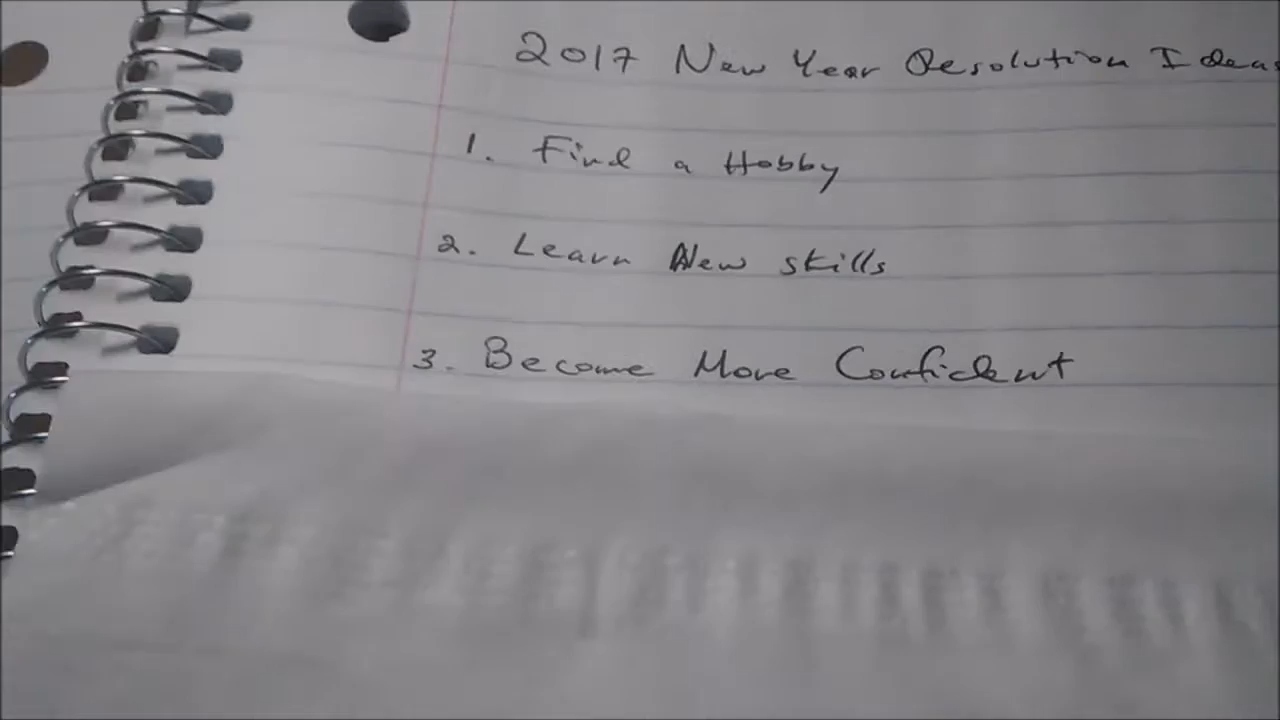 2017 New Year Resolution Ideas
1. Find a Hobby
2. Learn New skills
3. Become More Confident